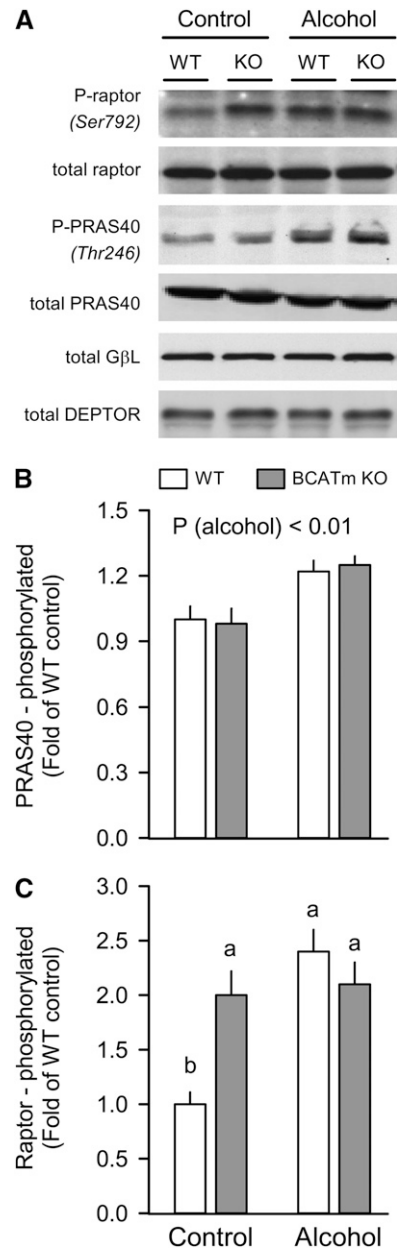 A
Control Alcohol
WT KO WT KO
P-raptor
(Ser792)
total raptor
P-PRAS40
(Thr246)
total PRAS40
total GβL
total DEPTOR
B
WT BCATm KO
P (alcohol) < 0.01
PRAS40 - phosphorylated
(Fold of WT control)
1.5
1.2
0.9
0.6
0.3
0.0
C
Raptor - phosphorylated
(Fold of WT control)
3.0
2.5
2.0
1.5
1.0
0.5
0.0
b a a a
Control Alcohol